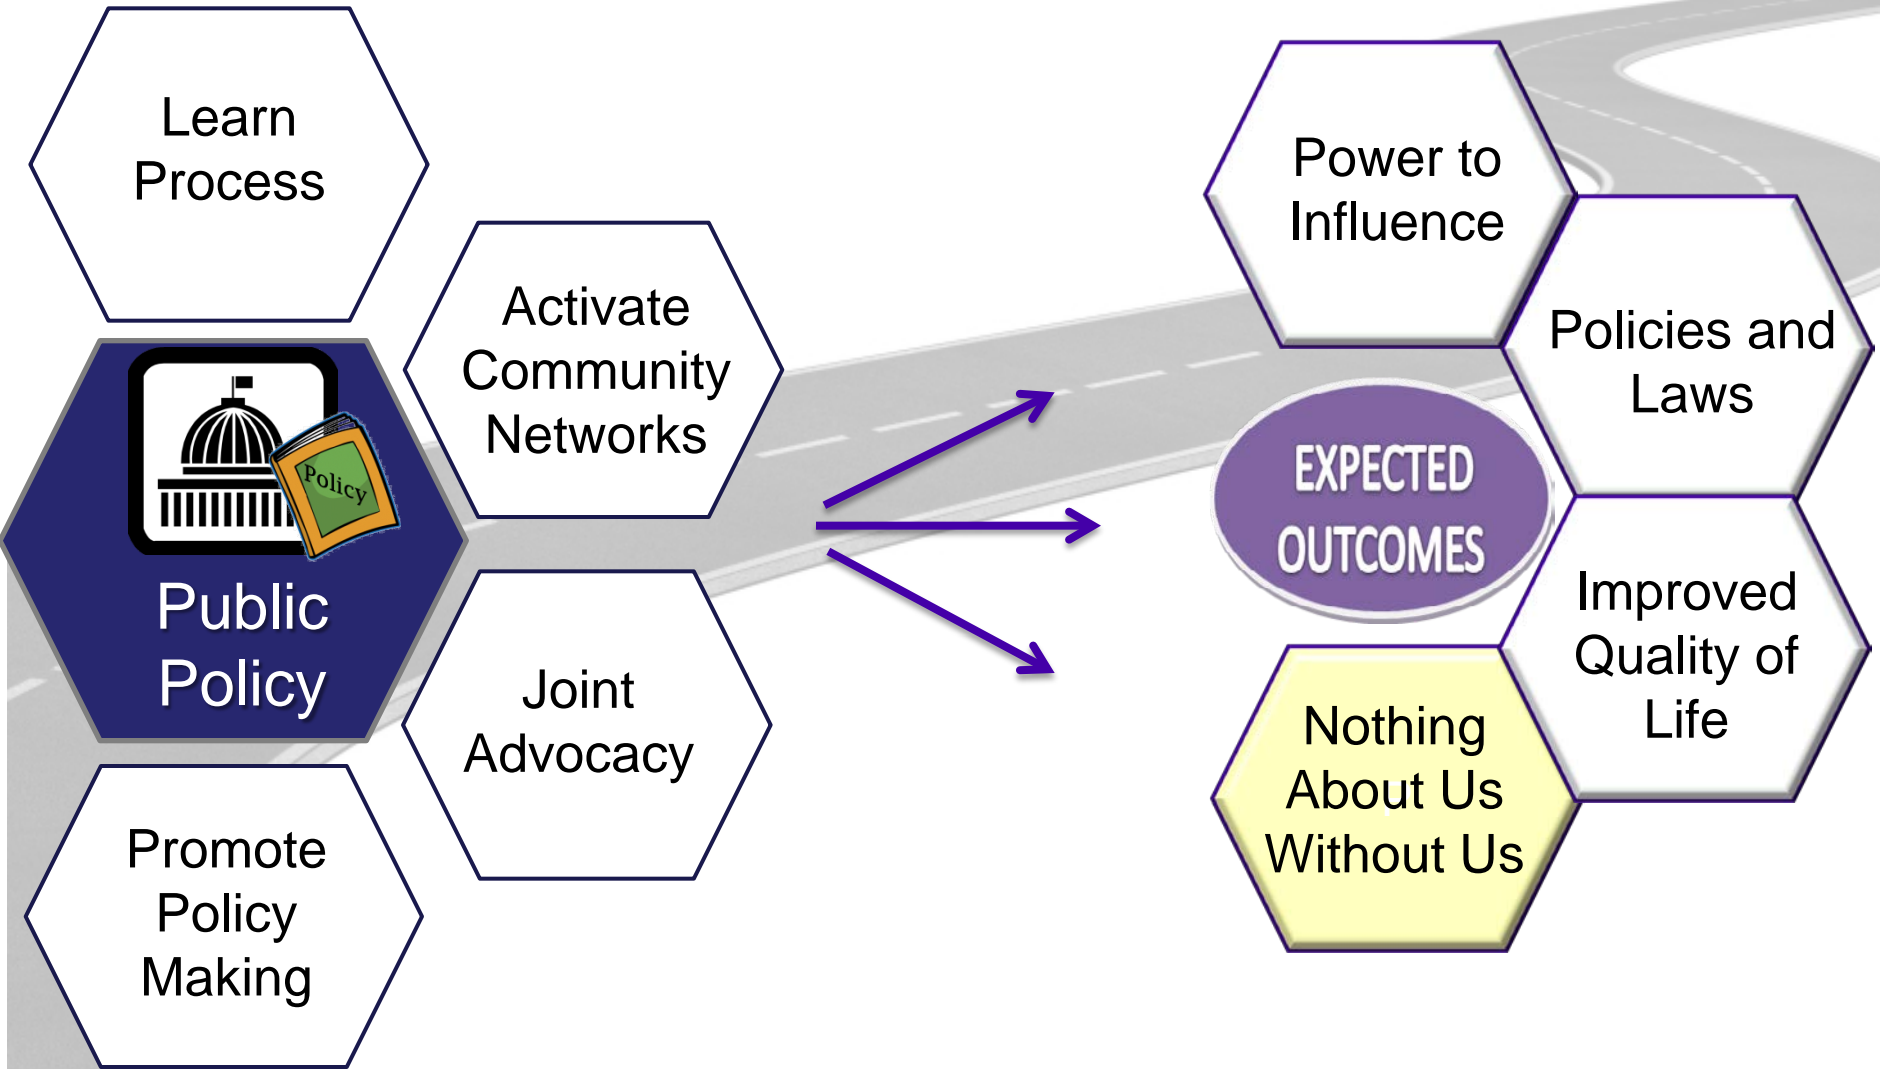 Learn
Process
Activate
Community
Networks
Policy
Public
Policy
Joint
Advocacy
Promote
Policy
Making
Power to
Influence
Policies and
Laws
EXPECTED
OUTCOMES
Improved
Quality of
Life
Nothing
About Us
Without Us